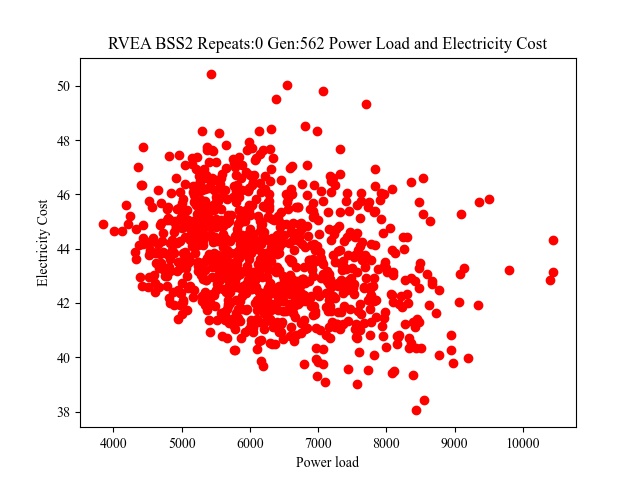 RVEA BSS2 Repeats:0 Gen:562 Power Load and Electricity Cost
50
48
46
44
42
40
38
Electricity Cost
4000 5000 6000 7000 8000 9000 10000
Power load